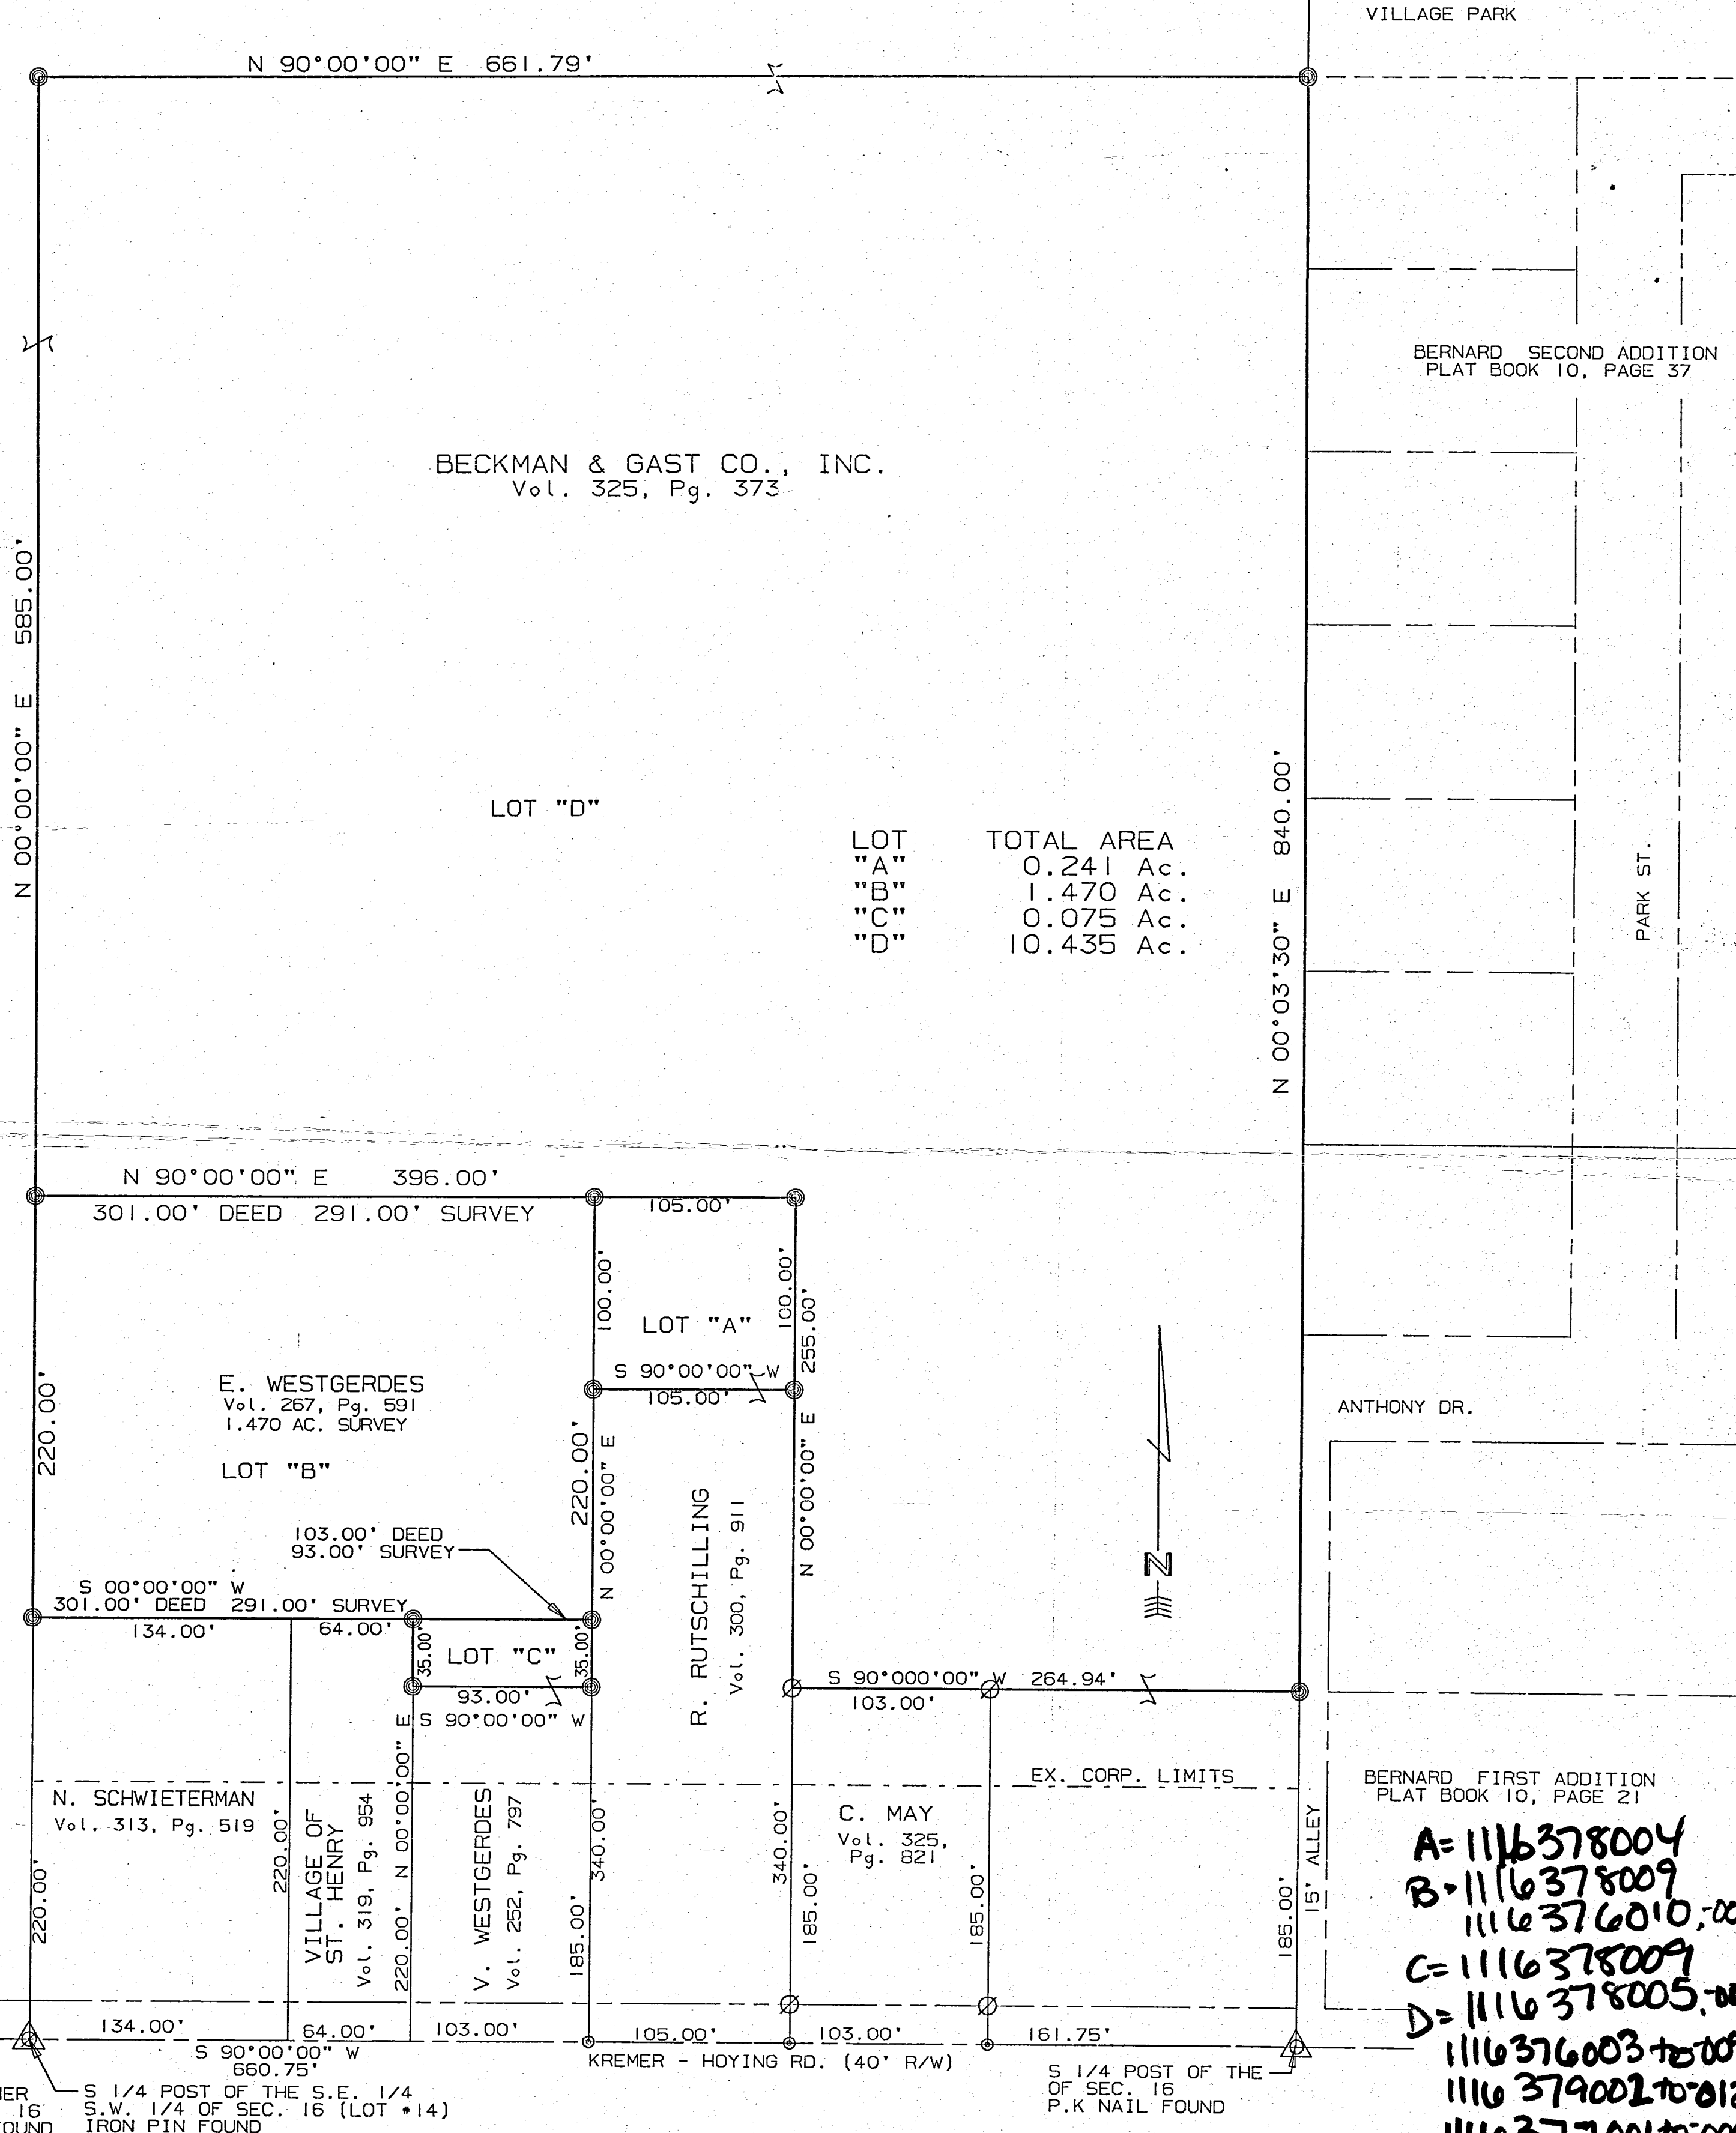 VILLAGE PARK
N 90°00'00" E 661.79'
BERNARD SECOND ADDITION
PLAT BOOK 10, PAGE 37
BECKMAN & GAST CO., INC.
Vol. 325, Pg. 373
N 00°00'00" E 585.00'
LOT "D"
LOT TOTAL AREA
"A" 0.241 Ac.
"B" 1.470 Ac.
"C" 0.075 Ac.
"D" 10.435 Ac.
N 00°03'30" E 840.00'
PARK ST.
N 90°00'00" E 396.00'
301.00' DEED 291.00' SURVEY
105.00'
100.00'
100.00'
255.00'
LOT "A"
S 90°00'00" W
105.00'
220.00'
E. WESTGERDES
Vol. 267, Pg. 591
1.470 AC. SURVEY
LOT "B"
220.00'
N 00°00'00" E
N 00°00'00" E
ANTHONY DR.
R. RUTSCHILLING
Vol. 300, Pg. 911
N
103.00' DEED
93.00' SURVEY
S 00°00'00" W
301.00' DEED 291.00' SURVEY
134.00'
64.00'
35.00'
LOT "C"
35.00'
93.00'
S 90°00'00" W
S 90°000'00" W 264.94'
103.00'
EX. CORP. LIMITS
BERNARD FIRST ADDITION
PLAT BOOK 10, PAGE 21
N. SCHWIETERMAN
Vol. 313, Pg. 519
220.00'
220.00'
VILLAGE OF
ST. HENRY
Vol. 319, Pg. 954
220.00' N 00°00'00" E
V. WESTGERDES
Vol. 252, Pg. 797
185.00'
340.00'
340.00'
C. MAY
Vol. 325,
Pg. 821
185.00'
185.00'
185.00'
15' ALLEY
A= 1116378004
B= 1116378009
1116376010,
C= 1116378009
D= 1116378005,
1116376003 to
1116379002 to
134.00'
64.00'
103.00'
105.00'
103.00'
161.75'
S 90°00'00" W
660.75'
KREMER - HOYING RD. (40' R/W)
S 1/4 POST OF THE S.E. 1/4
S.W. 1/4 OF SEC. 16 (LOT #14)
IRON PIN FOUND
16
S 1/4 POST OF THE
OF SEC. 16
P.K NAIL FOUND